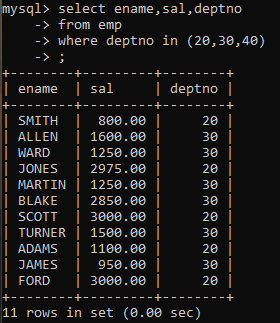 mysql> select ename,sal,deptno
    -> from emp
    -> where deptno in (20,30,40)
    -> ;
+--------+---------+--------+
| ename  | sal     | deptno |
+--------+---------+--------+
| SMITH  |  800.00 |     20 |
| ALLEN  | 1600.00 |     30 |
| WARD   | 1250.00 |     30 |
| JONES  | 2975.00 |     20 |
| MARTIN | 1250.00 |     30 |
| BLAKE  | 2850.00 |     30 |
| SCOTT  | 3000.00 |     20 |
| TURNER | 1500.00 |     30 |
| ADAMS  | 1100.00 |     20 |
| JAMES  |  950.00 |     30 |
| FORD   | 3000.00 |     20 |
+--------+---------+--------+
11 rows in set (0.00 sec)